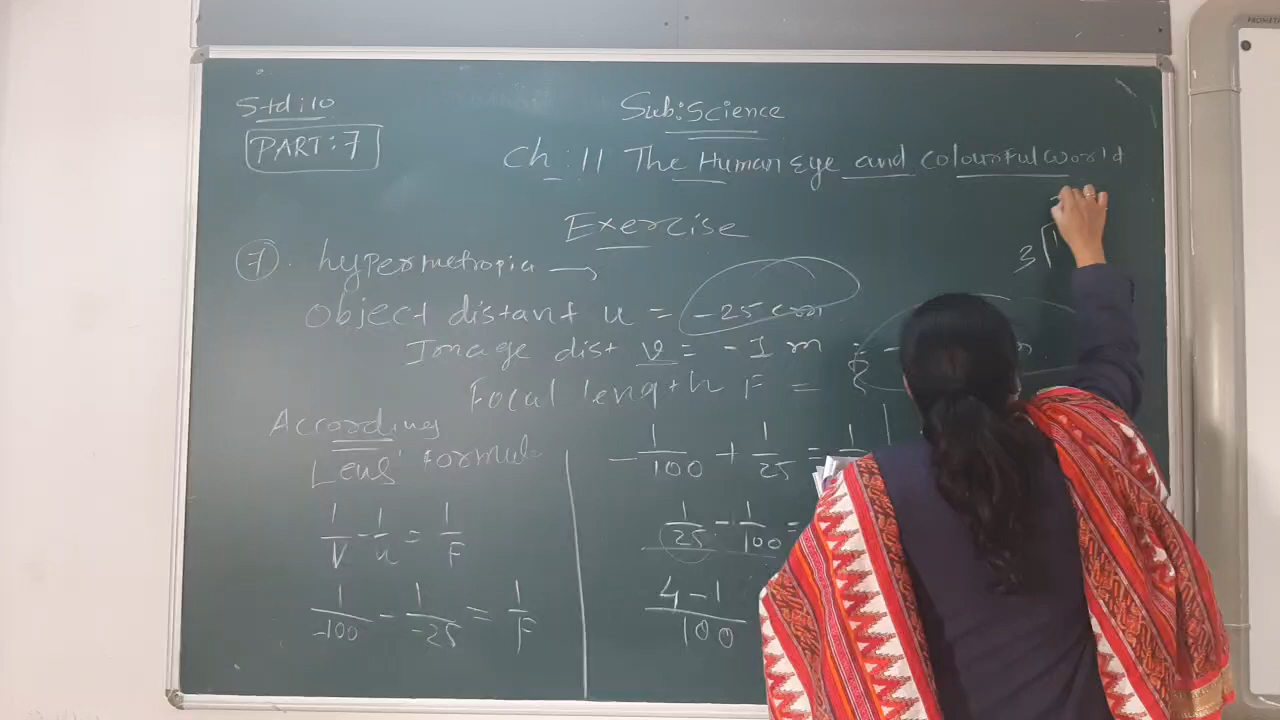 Std:10
Sub:Science
PART:7
Ch:11 The Human Eye and Colourful World
Exercise
7. hypermetropia →
object distant u = -25 cm
Image dist v = -1 m = -
Focal length F =
According
Lens' Formula
1/V - 1/u = 1/F
1/-100 - 1/-25 = 1/F
-1/100 + 1/25 = 1
1/25 - 1/100 =
4-1/100
3